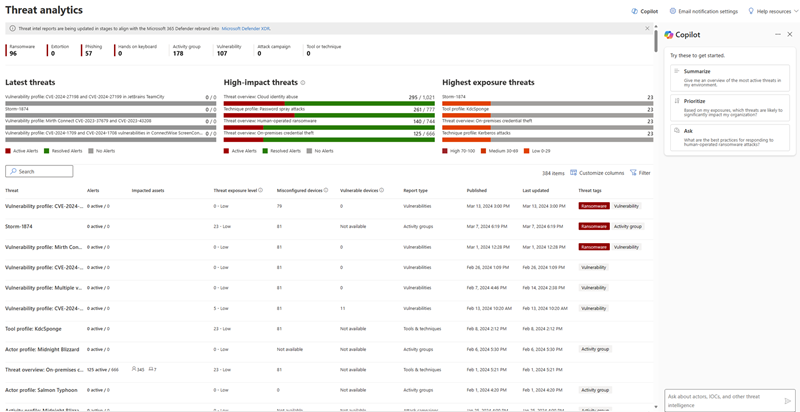 Threat analytics
Copilot
Email notification settings
Help resources
Threat intel reports are being updated in stages to align with the Microsoft 365 Defender rebrand into Microsoft Defender XDR.
Ransomware
96
Extortion
0
Phishing
57
Hands on keyboard
0
Activity group
178
Vulnerability
107
Attack campaign
0
Tool or technique
0
Latest threats
Vulnerability profile: CVE-2024-27198 and CVE-2024-27199 in JetBrains TeamCity 0 / 0
Storm-1874 0 / 0
Vulnerability profile: Mirth Connect CVE-2023-37679 and CVE-2023-43208 0 / 0
Vulnerability profile: CVE-2024-1709 and CVE-2024-1708 vulnerabilities in ConnectWise ScreenCon... 0 / 0
Active Alerts Resolved Alerts No Alerts
High-impact threats
Threat overview: Cloud identity abuse 295 / 1,021
Technique profile: Password spray attacks 261 / 777
Threat overview: Human-operated ransomware 140 / 744
Threat overview: On-premises credential theft 125 / 666
Active Alerts Resolved Alerts No Alerts
Highest exposure threats
Storm-1874 23
Tool profile: KdcSponge 23
Threat overview: On-premises credential theft 23
Technique profile: Kerberos attacks 23
High 70-100 Medium 30-69 Low 0-29
Search
384 items Customize columns Filter
Threat Alerts Impacted assets Threat exposure level Misconfigured devices Vulnerable devices Report type Published Last updated Threat tags
Vulnerability profile: CVE-2024-... 0 active / 0 0 - Low 79 0 Vulnerabilities Mar 13, 2024 3:00 PM Mar 13, 2024 3:00 PM Ransomware Vulnerability
Storm-1874 0 active / 0 23 - Low 81 Not available Activity groups Mar 7, 2024 6:19 PM Mar 7, 2024 6:19 PM Ransomware Activity group
Vulnerability profile: Mirth Con... 0 active / 0 0 - Low 81 0 Vulnerabilities Mar 1, 2024 12:28 PM Mar 1, 2024 12:28 PM Ransomware Vulnerability
Vulnerability profile: CVE-2024-... 0 active / 0 0 - Low 81 0 Vulnerabilities Feb 26, 2024 1:09 PM Feb 26, 2024 1:09 PM Vulnerability
Vulnerability profile: Multiple v... 0 active / 0 0 - Low 81 0 Vulnerabilities Feb 7, 2024 4:46 PM Feb 14, 2024 2:38 PM Vulnerability
Vulnerability profile: CVE-2024-... 0 active / 0 5 - Low 81 11 Vulnerabilities Feb 13, 2024 10:20 AM Feb 13, 2024 10:20 AM Vulnerability
Tool profile: KdcSponge 0 active / 0 23 - Low 81 Not available Tools & techniques Feb 8, 2024 2:12 PM Feb 8, 2024 2:12 PM
Actor profile: Midnight Blizzard 0 active / 0 Not available Not available Not available Activity groups Feb 6, 2024 5:30 PM Feb 6, 2024 5:30 PM Activity group
Threat overview: On-premises c... 125 active / 666 345 7 23 - Low 81 Not available Tools & techniques Feb 1, 2024 5:21 PM Feb 1, 2024 5:21 PM
Actor profile: Salmon Typhoon 0 active / 0 0 - Low 0 Not available Activity groups Feb 1, 2024 4:20 PM Feb 1, 2024 4:20 PM Activity group
Copilot
Try these to get started.
Summarize
Give me an overview of the most active threats in
my environment.
Prioritize
Based on my exposures, which threats are likely to
significantly impact my organization?
Ask
What are the best practices for responding to
human-operated ransomware attacks?
Ask about actors, IOCs, and other threat
intelligence